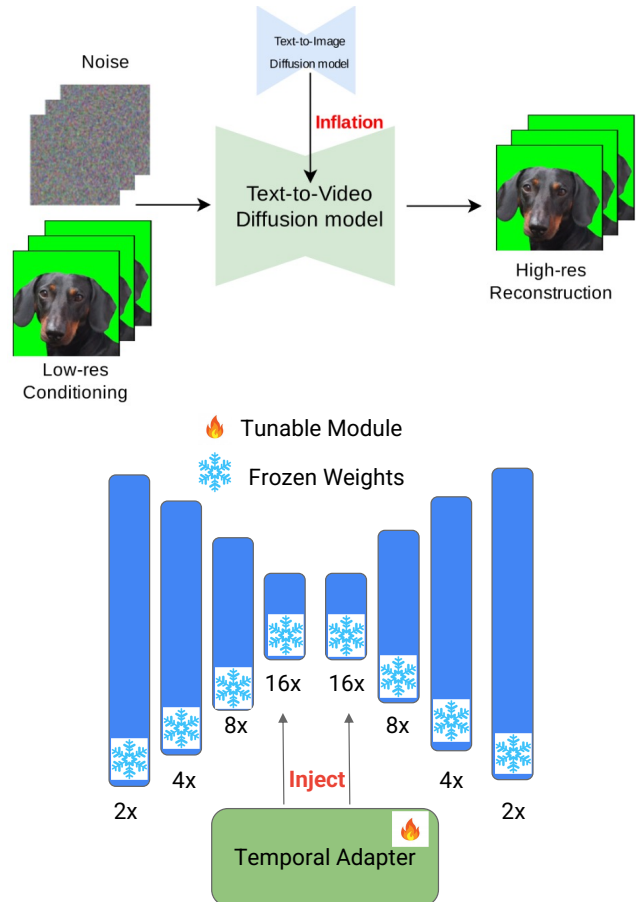 Text-to-Image
Diffusion model
Noise
Inflation
Text-to-Video
Diffusion model
High-res
Reconstruction
Low-res
Conditioning
Tunable Module
Frozen Weights
16x
16x
8x
8x
4x
4x
2x
2x
Inject
Temporal Adapter